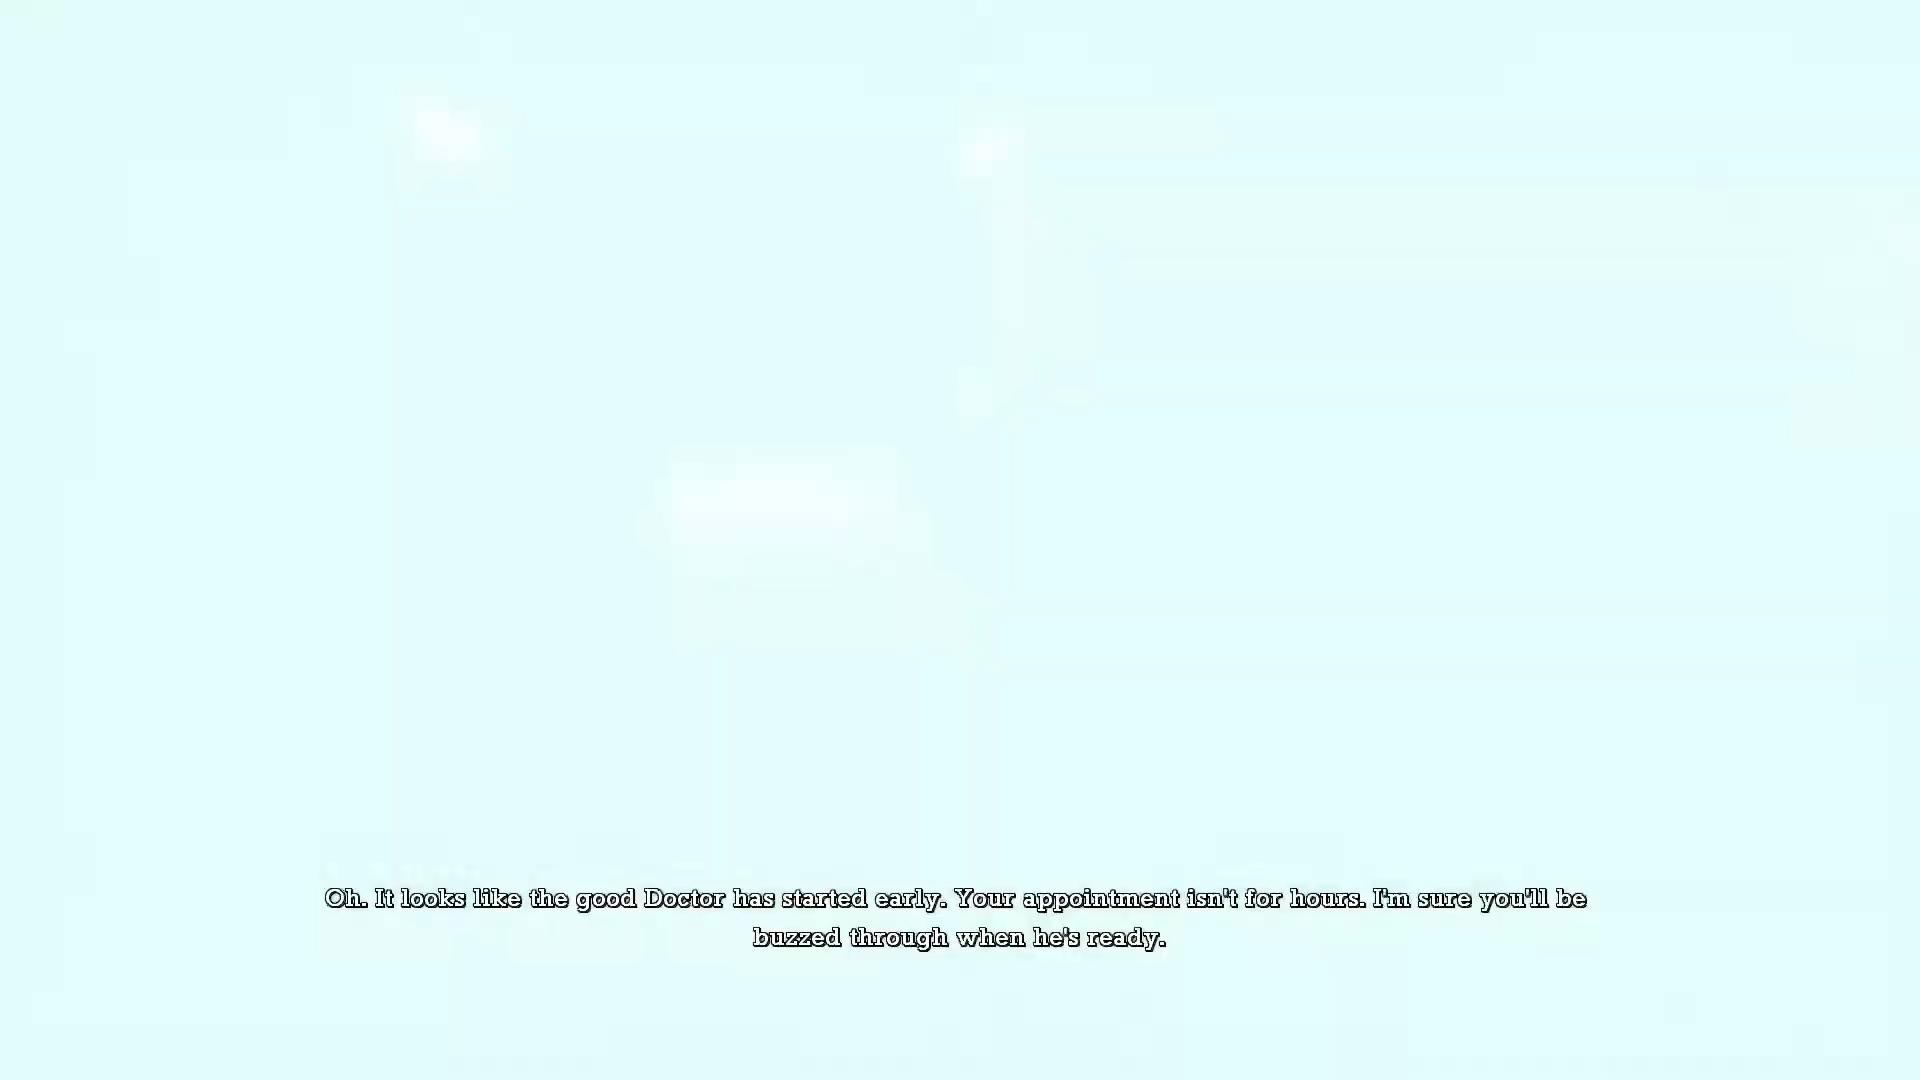 Oh. It looks like the good Doctor has started early. Your appointment isn't for hours. I'm sure you'll be
buzzed through when he's ready.